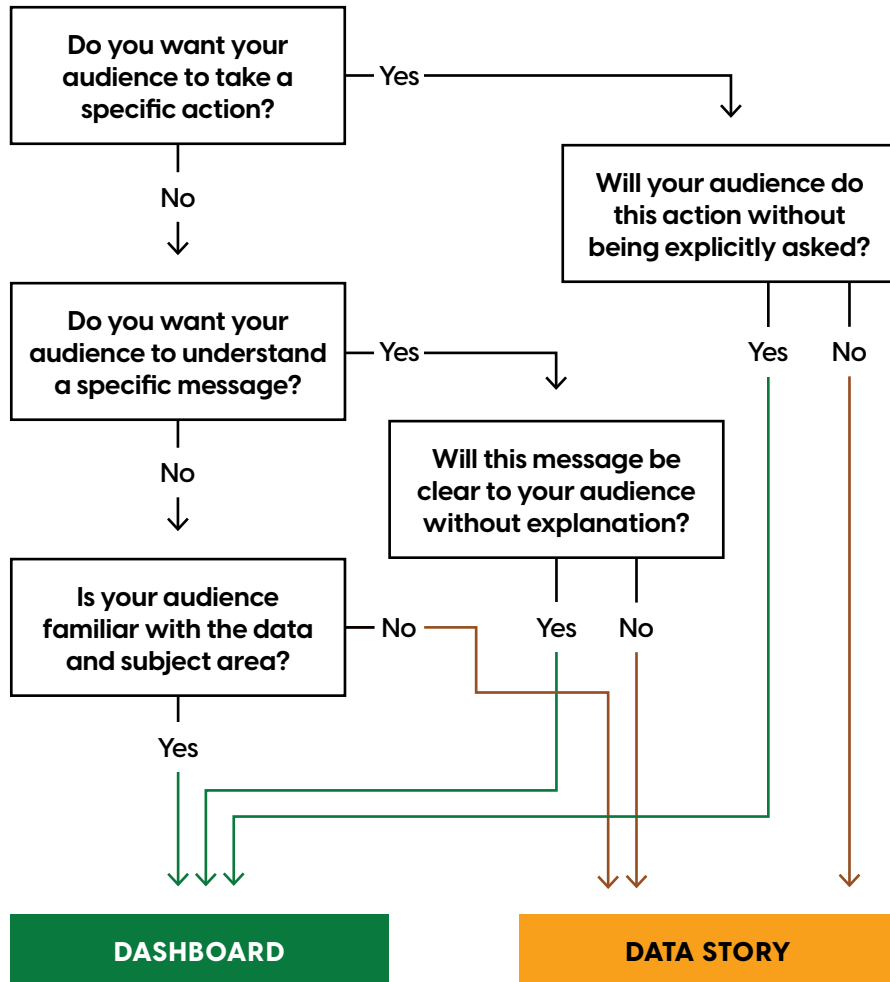 Do you want your
audience to take a
specific action?
Yes
No
Will your audience do
this action without
being explicitly asked?
Do you want your
audience to understand
a specific message?
Yes
Yes
No
No
Will this message be
clear to your audience
without explanation?
Is your audience
familiar with the data
and subject area?
No
Yes
No
Yes
DASHBOARD
DATA STORY